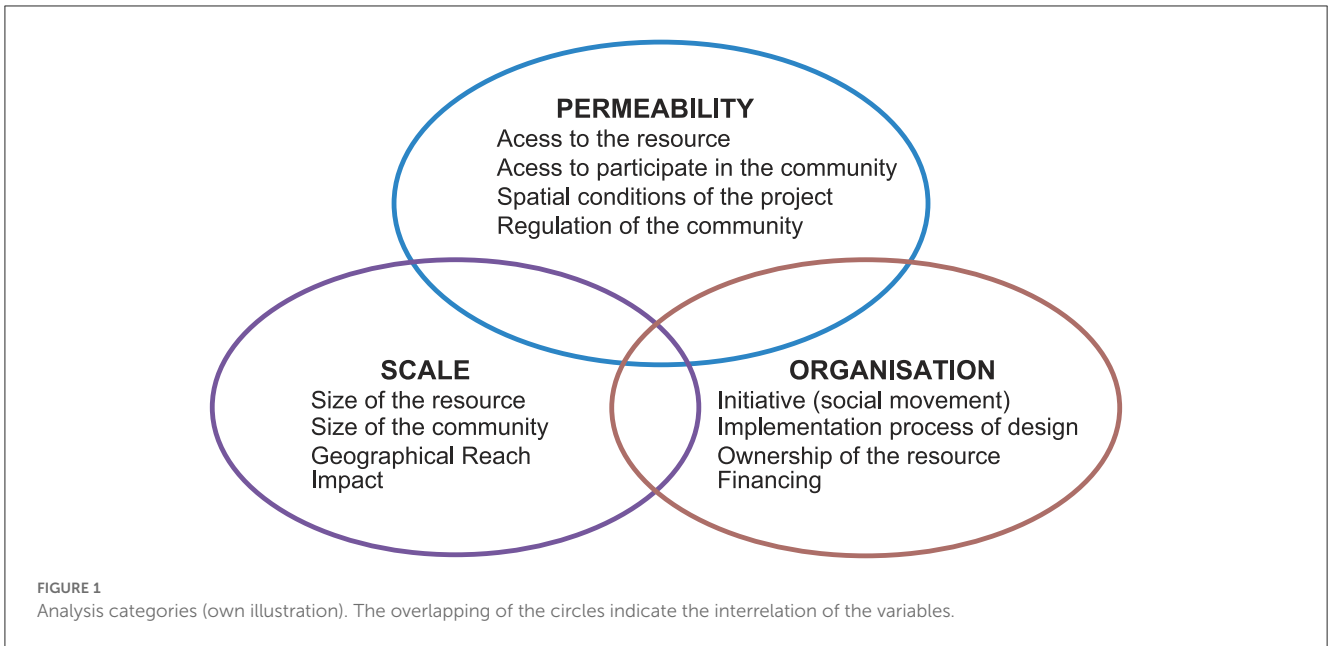 PERMEABILITY
Acess to the resource
Acess to participate in the community
Spatial conditions of the project
Regulation of the community
SCALE
Size of the resource
Size of the community
Geographical Reach
Impact
ORGANISATION
Initiative (social movement)
Implementation process of design
Ownership of the resource
Financing
FIGURE 1
Analysis categories (own illustration). The overlapping of the circles indicate the interrelation of the variables.